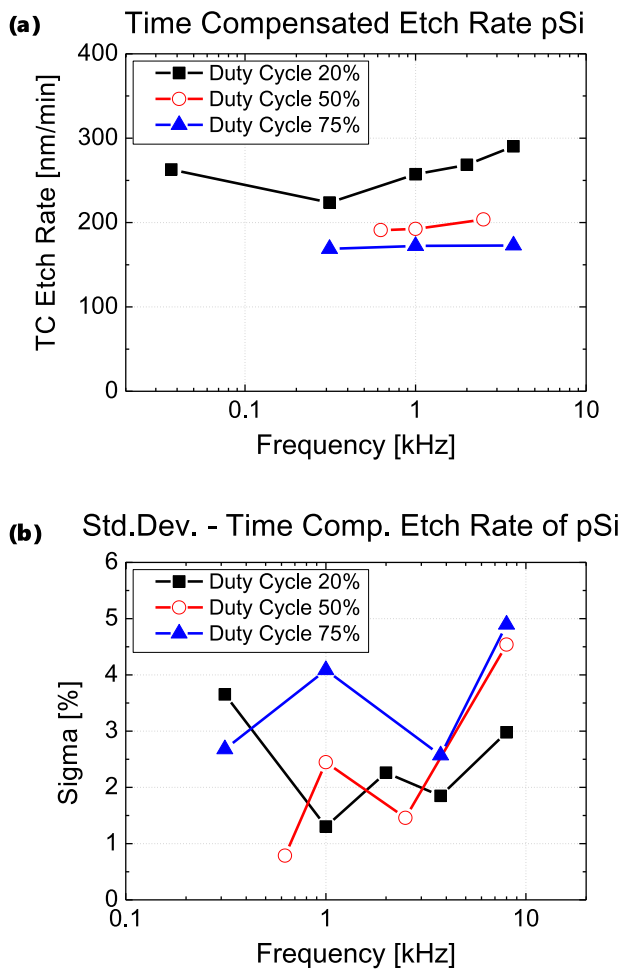 (a)
Time Compensated Etch Rate pSi
TC Etch Rate [nm/min]
400
300
200
100
0
Duty Cycle 20%
Duty Cycle 50%
Duty Cycle 75%
0.1
1
10
Frequency [kHz]
(b)
Std.Dev. - Time Comp. Etch Rate of pSi
Sigma [%]
6
5
4
3
2
1
0
Duty Cycle 20%
Duty Cycle 50%
Duty Cycle 75%
0.1
1
10
Frequency [kHz]